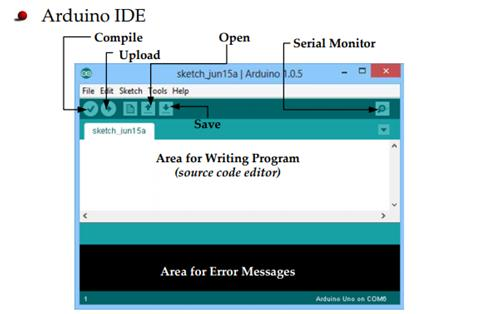 Arduino IDE
Compile
Upload
Open
Serial Monitor
sketch_jun15a | Arduino 1.0.5
File Edit Sketch Tools Help
Save
sketch_jun15a
Area for Writing Program
(source code editor)
Area for Error Messages
1
Arduino Uno on COM6